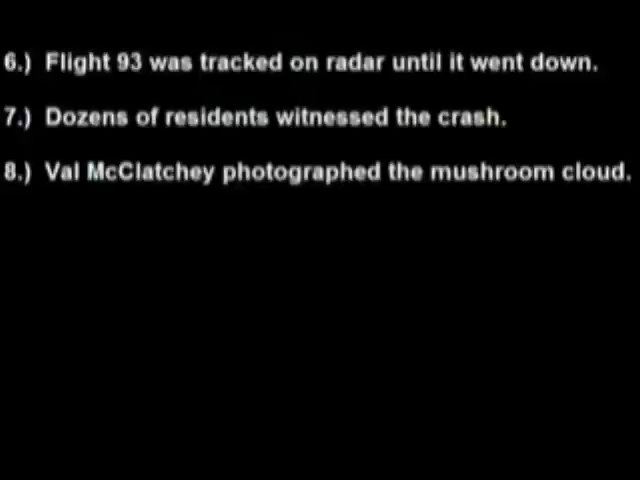 6.) Flight 93 was tracked on radar until it went down.
7.) Dozens of residents witnessed the crash.
8.) Val McClatchey photographed the mushroom cloud.